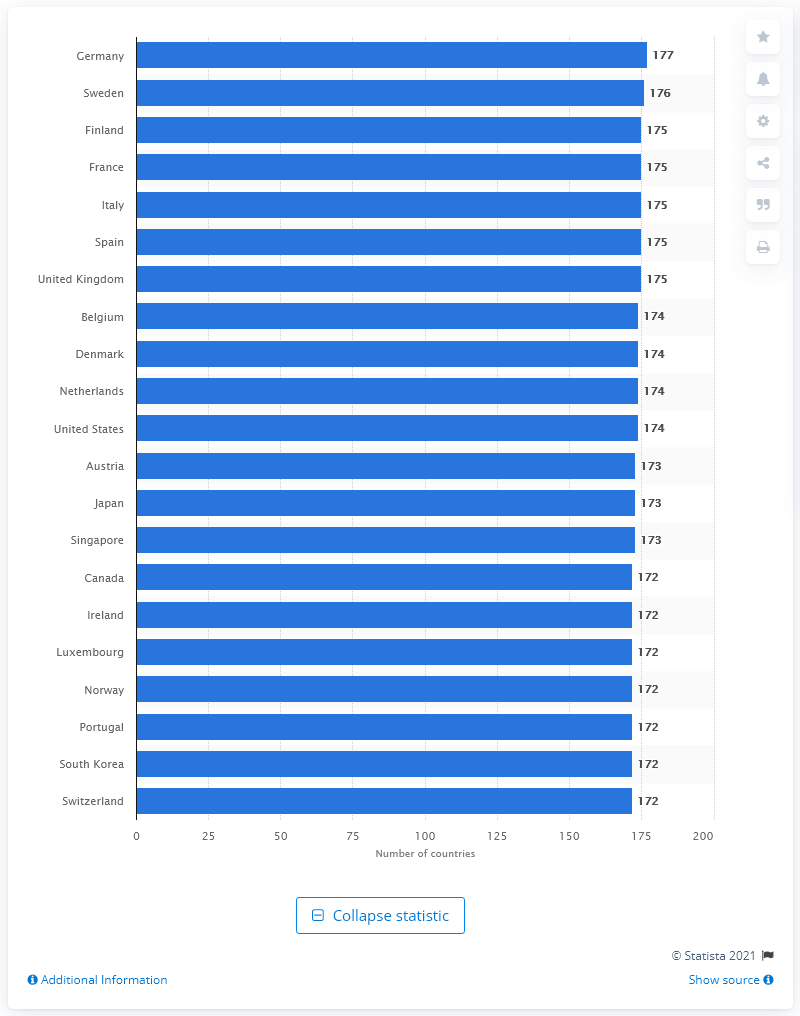 Germany 177
Sweden 176
Finland 175
France 175
Italy 175
Spain 175
United Kingdom 175
Belgium 174
Denmark 174
Netherlands 174
United States 174
Austria 173
Japan 173
Singapore 173
Canada 172
Ireland 172
Luxembourg 172
Norway 172
Portugal 172
South Korea 172
Switzerland 172
0 25 50 75 100 125 150 175 200
Number of countries
Collapse statistic
© Statista 2021
Additional Information Show source